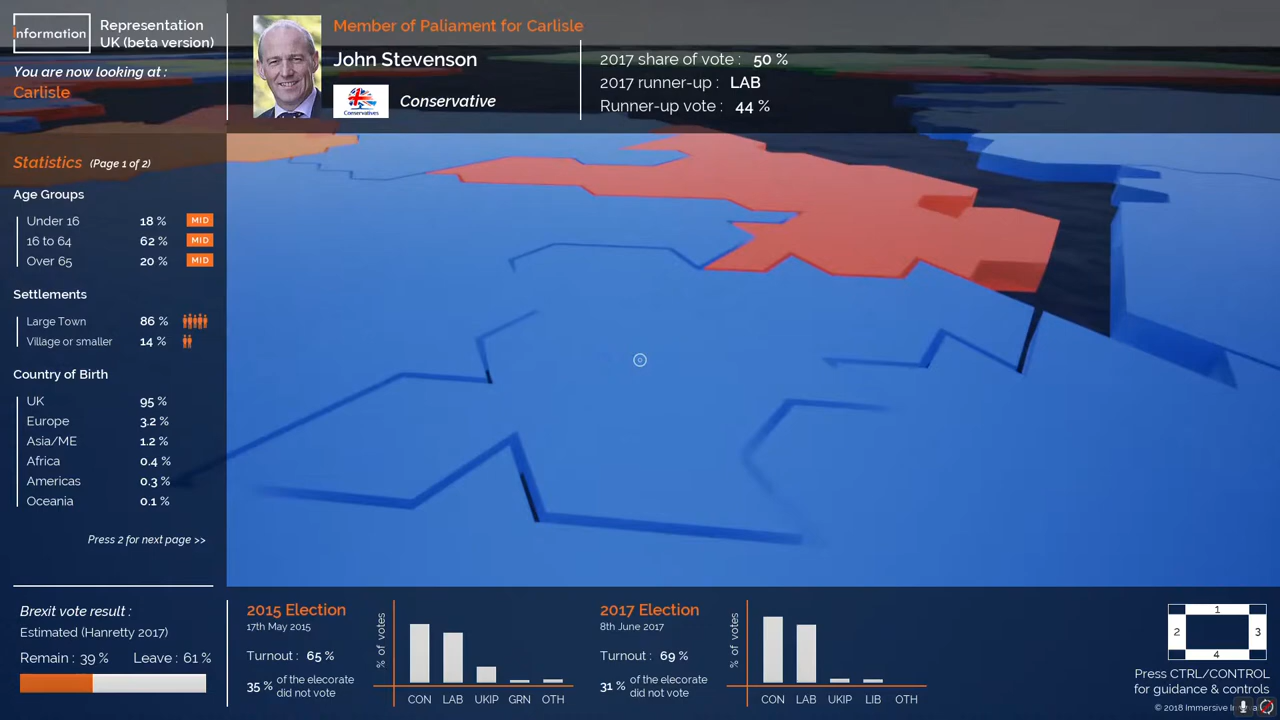 Information
Representation
UK (beta version)
You are now looking at :
Carlisle
Member of Paliament for Carlisle
John Stevenson
Conservatives
Conservative
2017 share of vote : 50 %
2017 runner-up : LAB
Runner-up vote : 44 %
Statistics (Page 1 of 2)
Age Groups
Under 16 18 % MID
16 to 64 62 % MID
Over 65 20 % MID
Settlements
Large Town 86 %
Village or smaller 14 %
Country of Birth
UK 95 %
Europe 3.2 %
Asia/ME 1.2 %
Africa 0.4 %
Americas 0.3 %
Oceania 0.1 %
Press 2 for next page >>
Brexit vote result :
Estimated (Hanretty 2017)
Remain : 39 % Leave : 61 %
2015 Election
17th May 2015
Turnout : 65 %
35 % of the elecorate
did not vote
% of votes
CON LAB UKIP GRN OTH
2017 Election
8th June 2017
Turnout : 69 %
31 % of the elecorate
did not vote
% of votes
CON LAB UKIP LIB OTH
1
2 3
4
Press CTRL/CONTROL
for guidance & controls
© 2018 Immersive